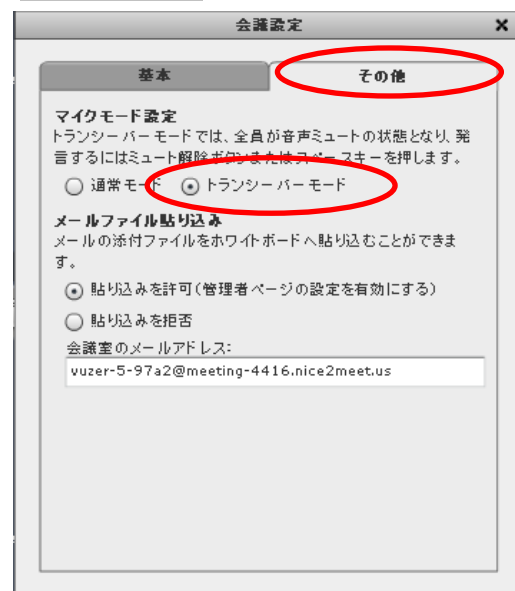 会議設定
基本
その他
マイクモード設定
トランシーバーモードでは、全員が音声ミュートの状態となり、発
言するにはミュート解除ボタンまたはスペースキーを押します。
通常モード トランシーバーモード
メールファイル貼り込み
メールの添付ファイルをホワイトボードへ貼り込むことができま
す。
貼り込みを許可(管理者ページの設定を有効にする)
貼り込みを拒否
会議室のメールアドレス:
vuzer-5-97a2@meeting-4416.nice2meet.us